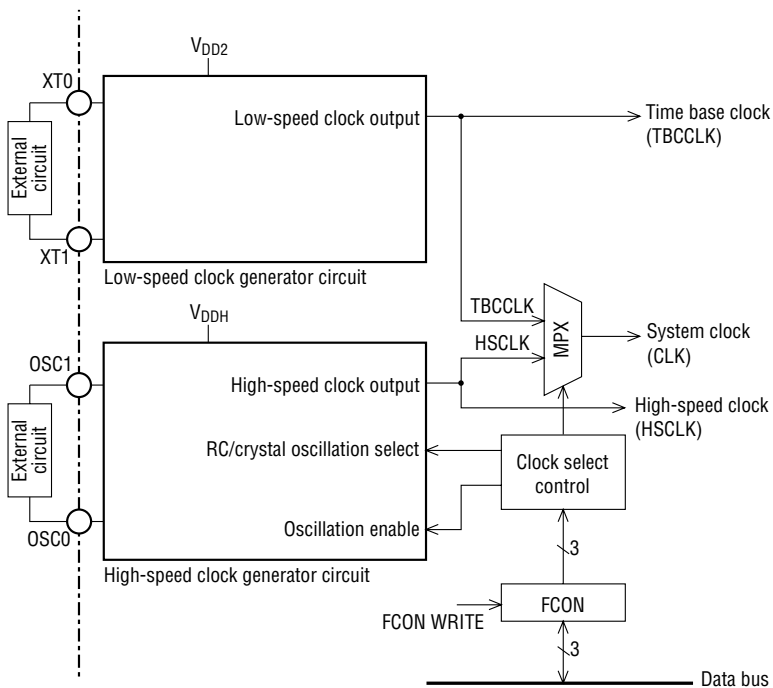 V_DD2
XT0
External
circuit
XT1
Low-speed clock output
Time base clock
(TBCCLK)
Low-speed clock generator circuit
V_DDH
TBCCLK
HSCLK
MPX
System clock
(CLK)
OSC1
External
circuit
OSC0
High-speed clock output
High-speed clock
(HSCLK)
RC/crystal oscillation select
Clock select
control
Oscillation enable
High-speed clock generator circuit
3
FCON WRITE
FCON
3
Data bus